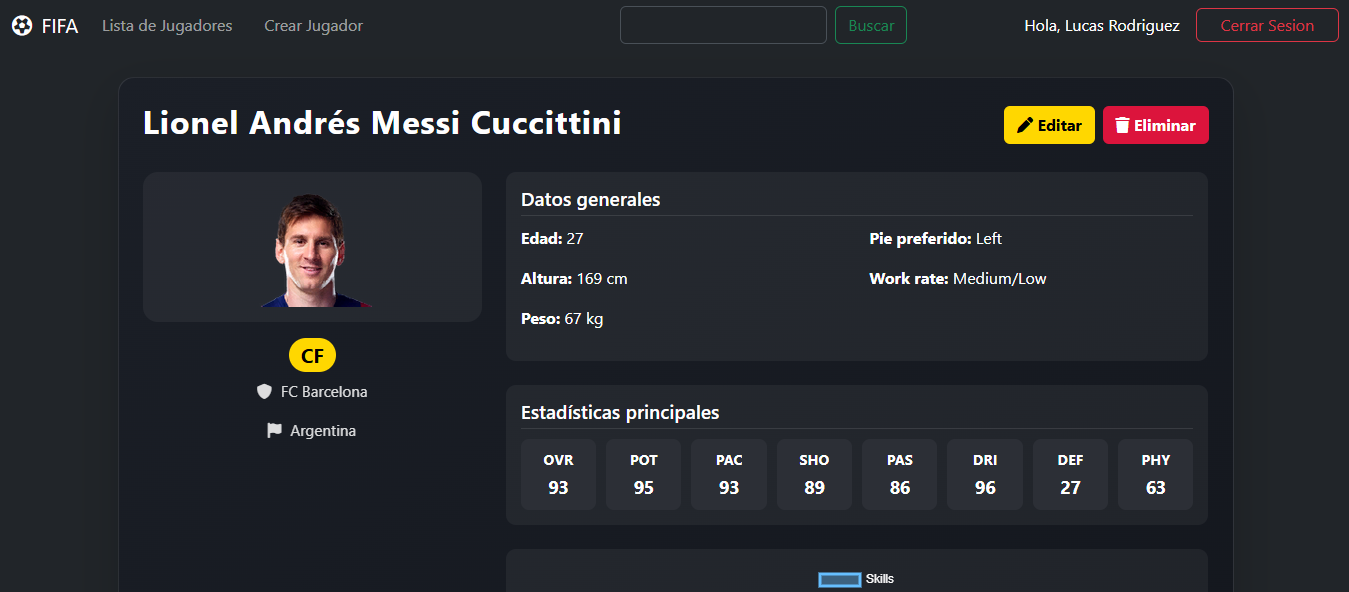 FIFA Lista de Jugadores Crear Jugador Buscar Hola, Lucas Rodriguez Cerrar Sesion
Lionel Andrés Messi Cuccittini Editar Eliminar
Datos generales
Edad: 27 Pie preferido: Left
Altura: 169 cm Work rate: Medium/Low
Peso: 67 kg
CF
FC Barcelona
Argentina
Estadísticas principales
OVR POT PAC SHO PAS DRI DEF PHY
93 95 93 89 86 96 27 63
Skills